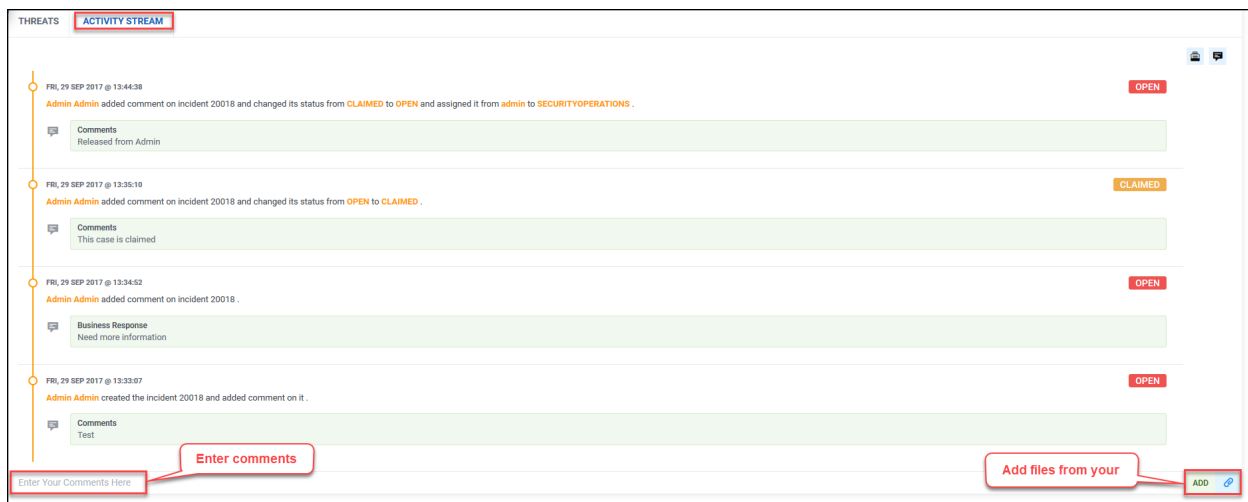 THREATS ACTIVITY STREAM
FRI, 29 SEP 2017 @ 13:44:38 OPEN
Admin Admin added comment on incident 20018 and changed its status from CLAIMED to OPEN and assigned it from admin to SECURITYOPERATIONS .
Comments
Released from Admin
FRI, 29 SEP 2017 @ 13:35:10 CLAIMED
Admin Admin added comment on incident 20018 and changed its status from OPEN to CLAIMED .
Comments
This case is claimed
FRI, 29 SEP 2017 @ 13:34:52 OPEN
Admin Admin added comment on incident 20018 .
Business Response
Need more information
FRI, 29 SEP 2017 @ 13:33:07 OPEN
Admin Admin created the incident 20018 and added comment on it .
Comments
Test
Enter comments
Add files from your
Enter Your Comments Here ADD